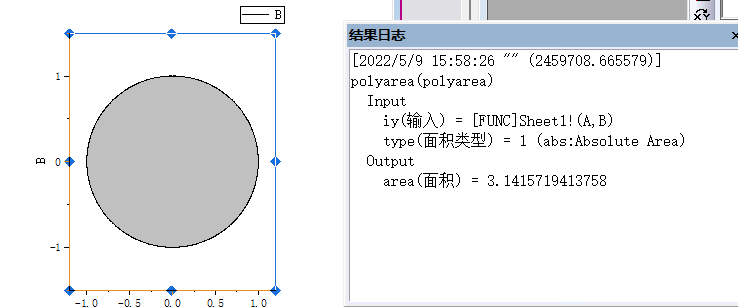 B
1
0
-1
B
-1.0 -0.5 0.0 0.5 1.0
XY
结果日志
[2022/5/9 15:58:26 "" (2459708.665579)]
polyarea(polyarea)
Input
iy(输入) = [FUNC]Sheet1!(A,B)
type(面积类型) = 1 (abs:Absolute Area)
Output
area(面积) = 3.1415719413758